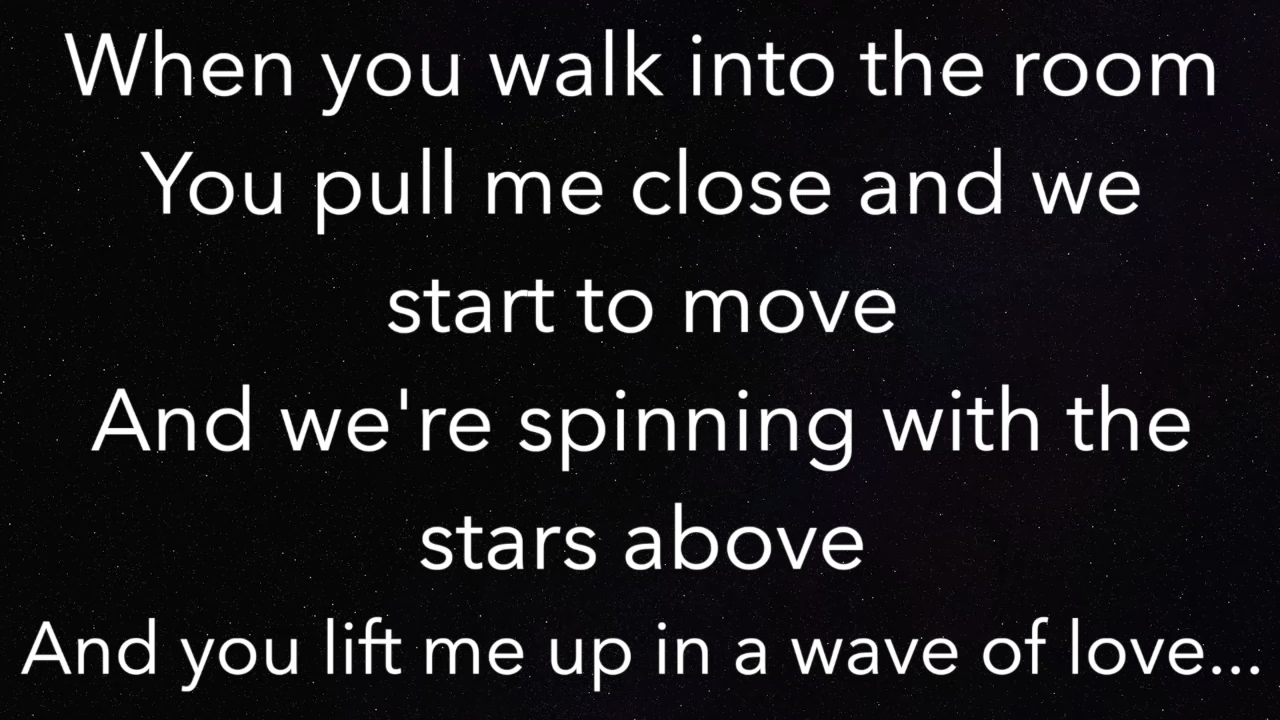 When you walk into the room
You pull me close and we
start to move
And we're spinning with the
stars above
And you lift me up in a wave of love...